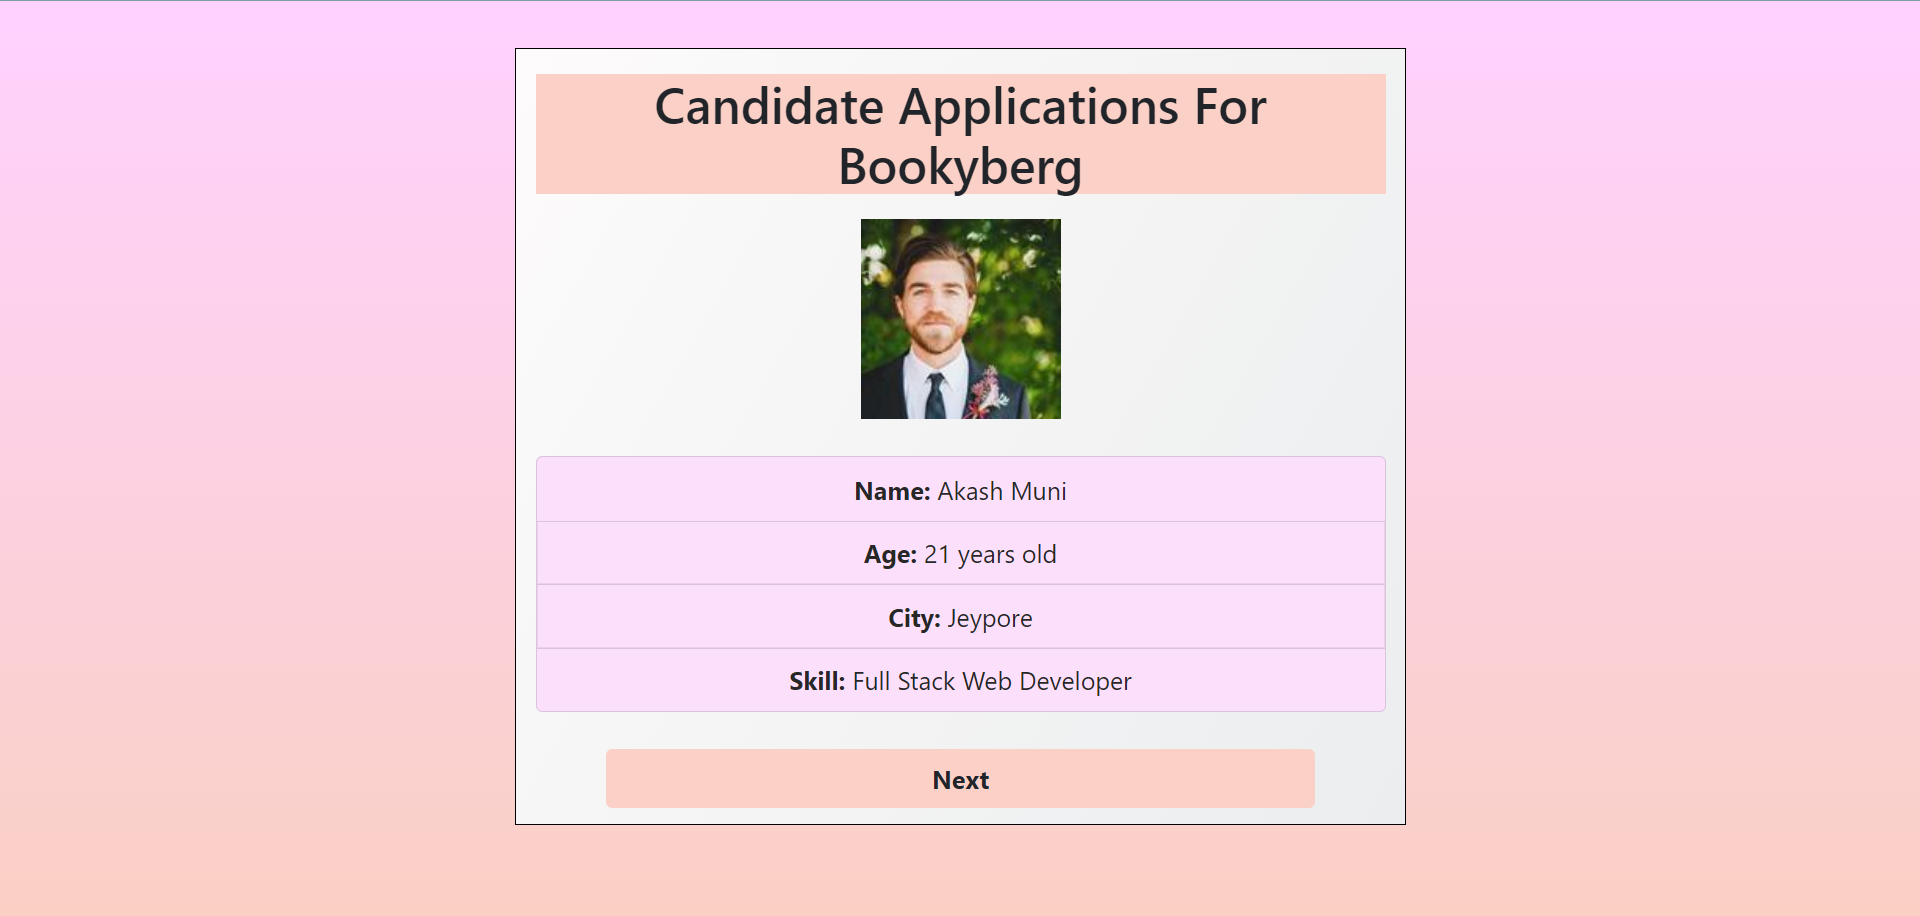 Candidate Applications For
Bookyberg
Name: Akash Muni
Age: 21 years old
City: Jeypore
Skill: Full Stack Web Developer
Next